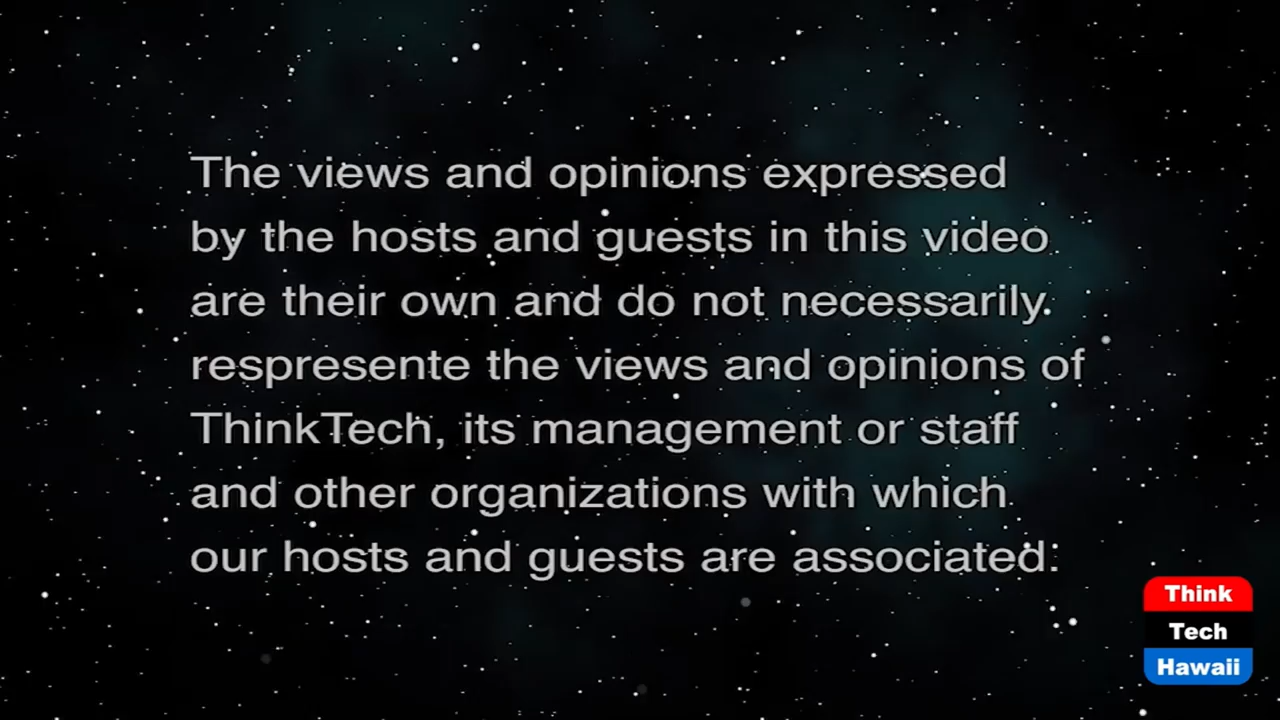 The views and opinions expressed
by the hosts and guests in this video
are their own and do not necessarily
respresente the views and opinions of
ThinkTech, its management or staff
and other organizations with which
our hosts and guests are associated.
Think
Tech
Hawaii